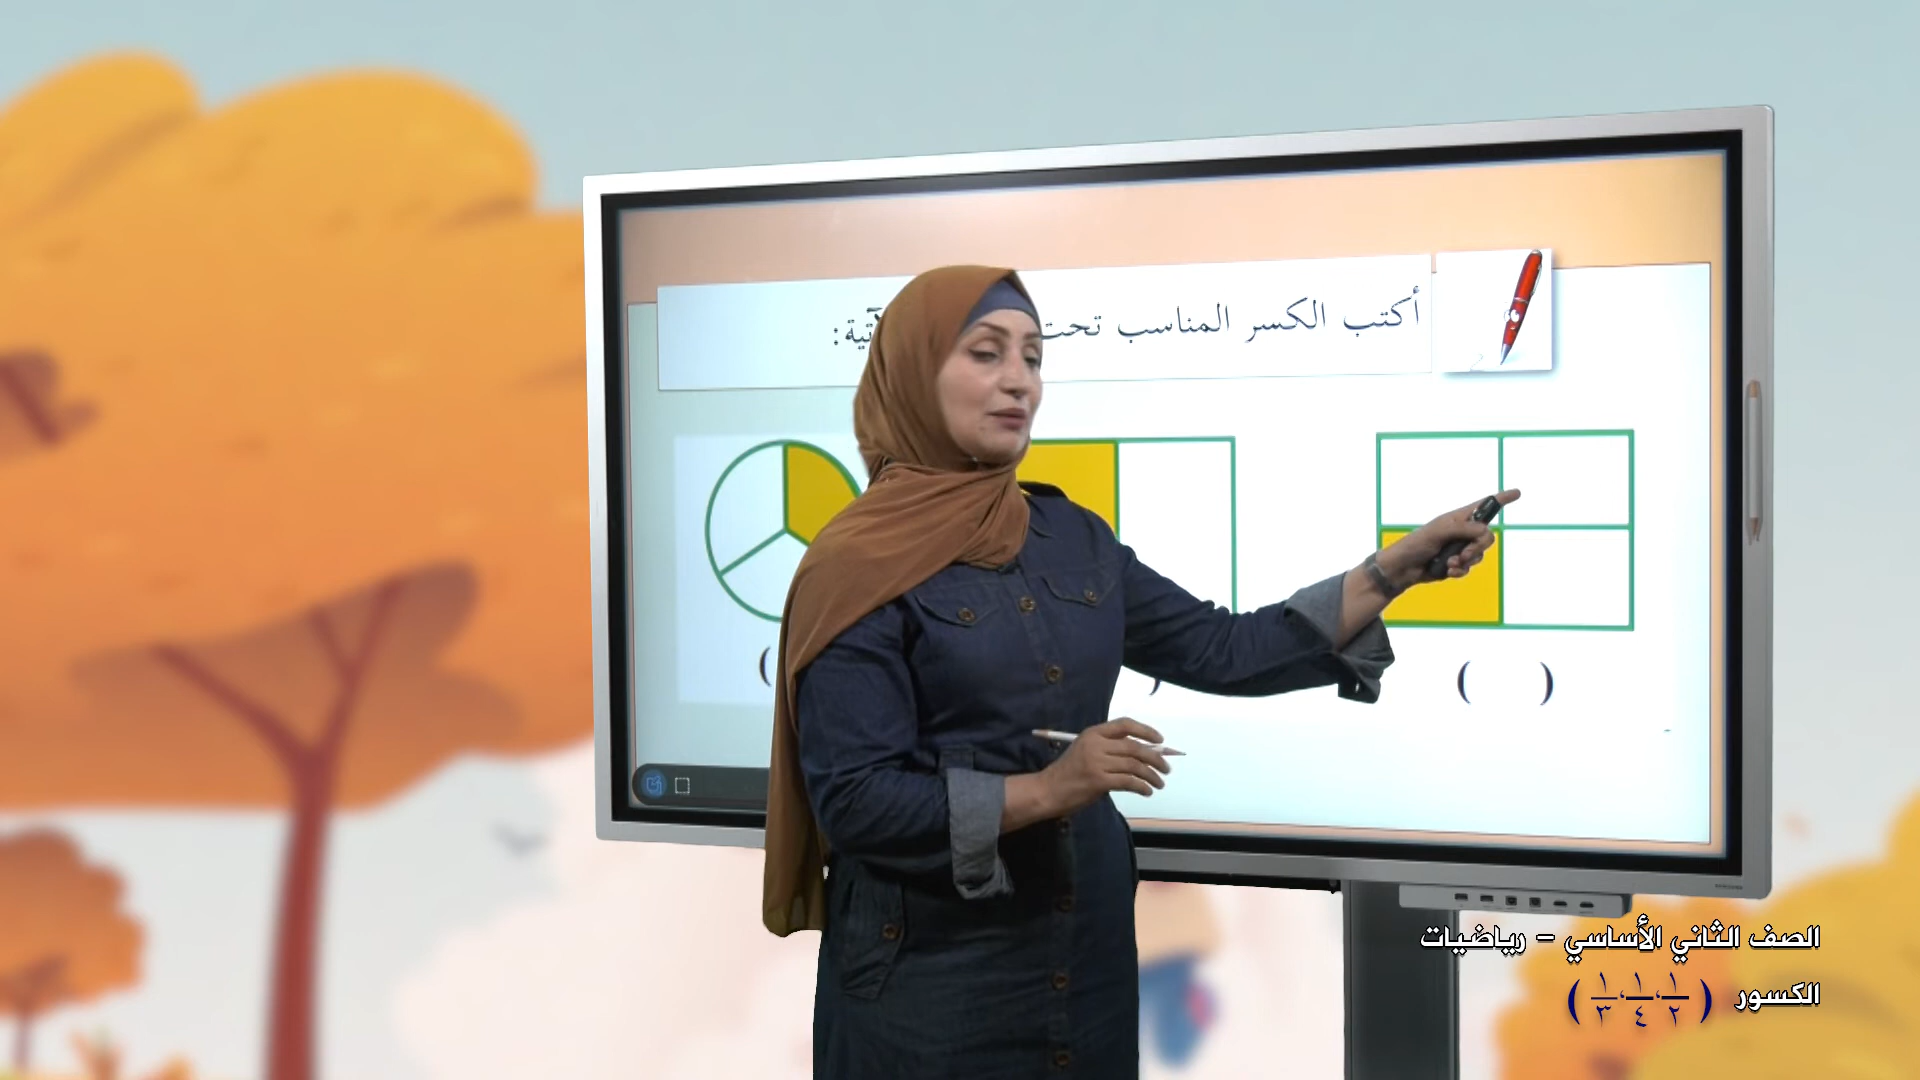 أكتب الكسر المناسب تحت
( )
الصف الثاني الأساسي - رياضيات
الكسور ( ١/٢، ١/٤، ١/٣ )